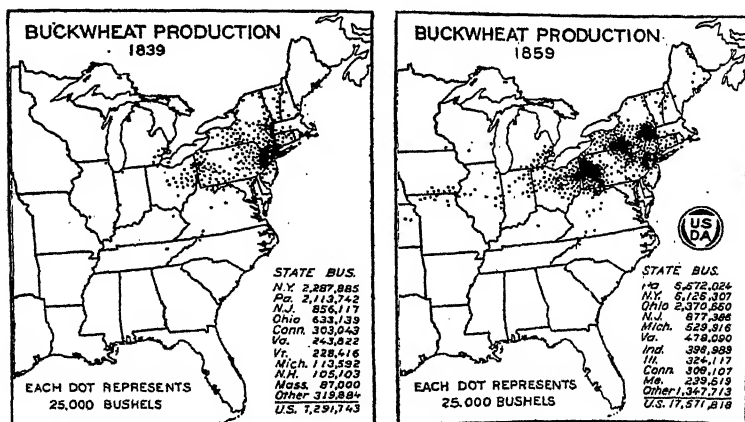 BUCKWHEAT PRODUCTION
1839
STATE BUS.
N.Y. 2,287,885
Pa. 2,113,742
N.J. 856,117
Ohio 633,139
Conn. 303,043
Va. 243,822
Vt. 228,416
Mich. 113,592
N.H. 105,103
Mass. 87,000
Other 319,884
U.S. 7,291,743
EACH DOT REPRESENTS
25,000 BUSHELS
BUCKWHEAT PRODUCTION
1859
US
DA
STATE BUS.
Pa 5,572,024
N.Y. 5,126,307
Ohio 2,370,650
N.J. 877,386
Mich. 529,916
Va. 478,090
Ind. 396,989
Ill. 324,117
Conn. 309,107
Me. 239,519
Other 1,347,713
U.S. 17,571,818
EACH DOT REPRESENTS
25.000 BUSHELS